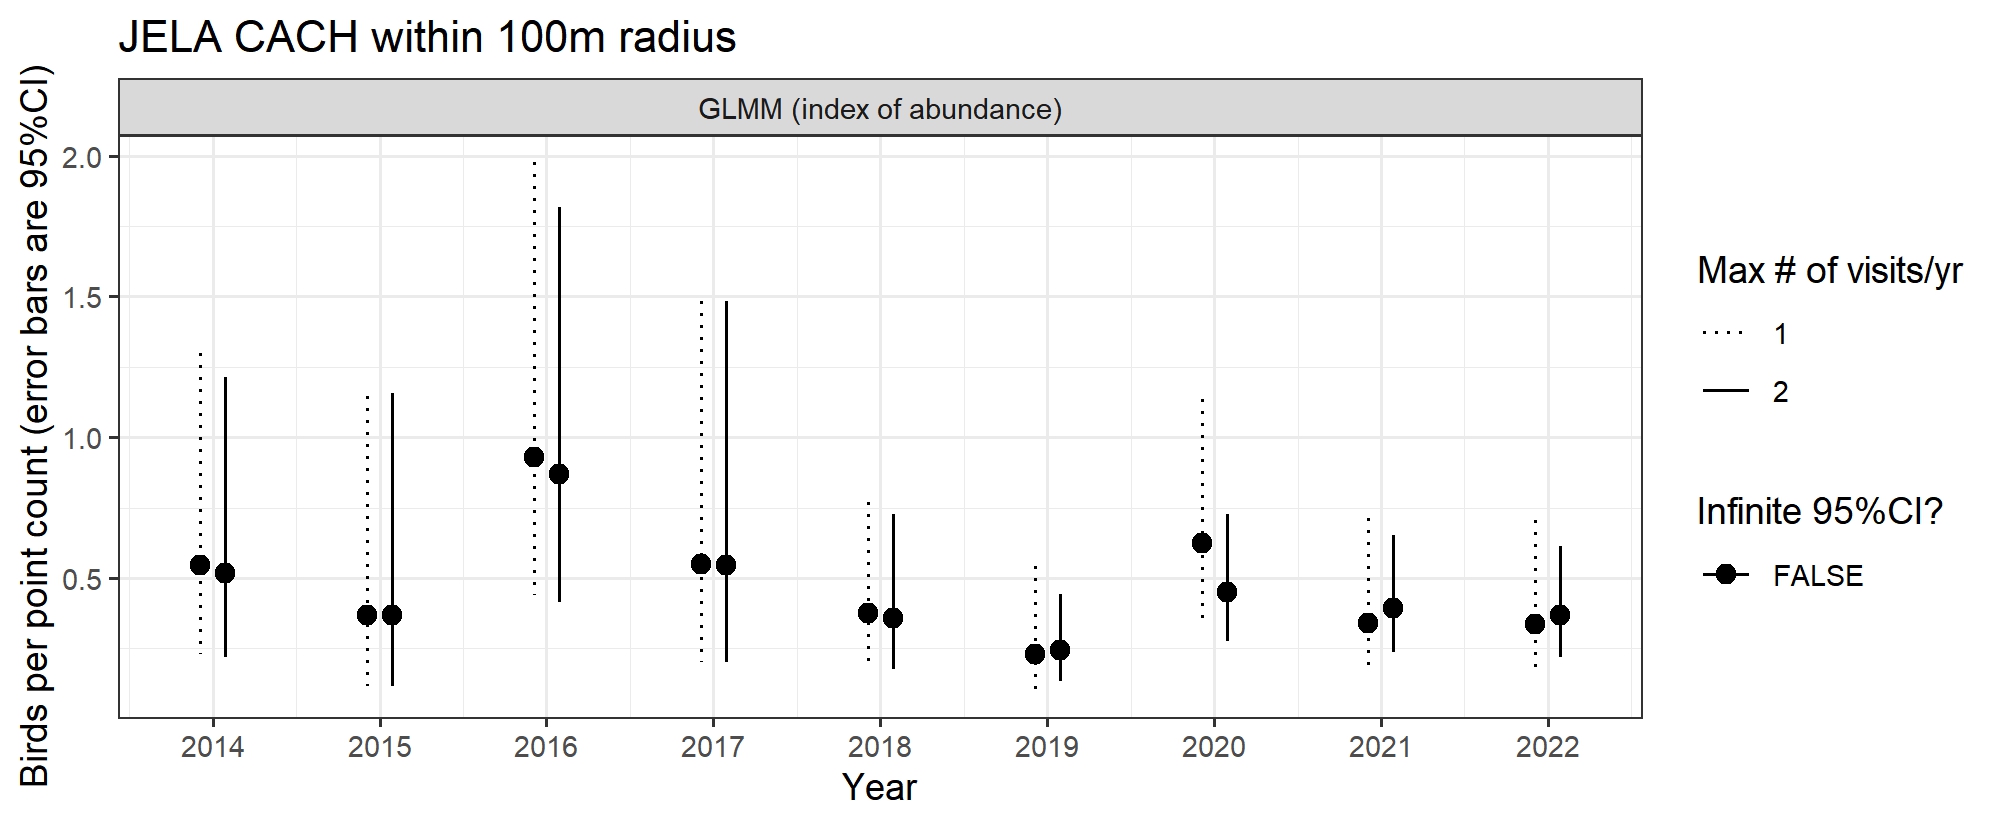 JELA CACH within 100m radius
GLMM (index of abundance)
Birds per point count (error bars are 95%CI)
2.0
1.5
1.0
0.5
2014 2015 2016 2017 2018 2019 2020 2021 2022
Year
Max # of visits/yr
1
2
Infinite 95%CI?
FALSE